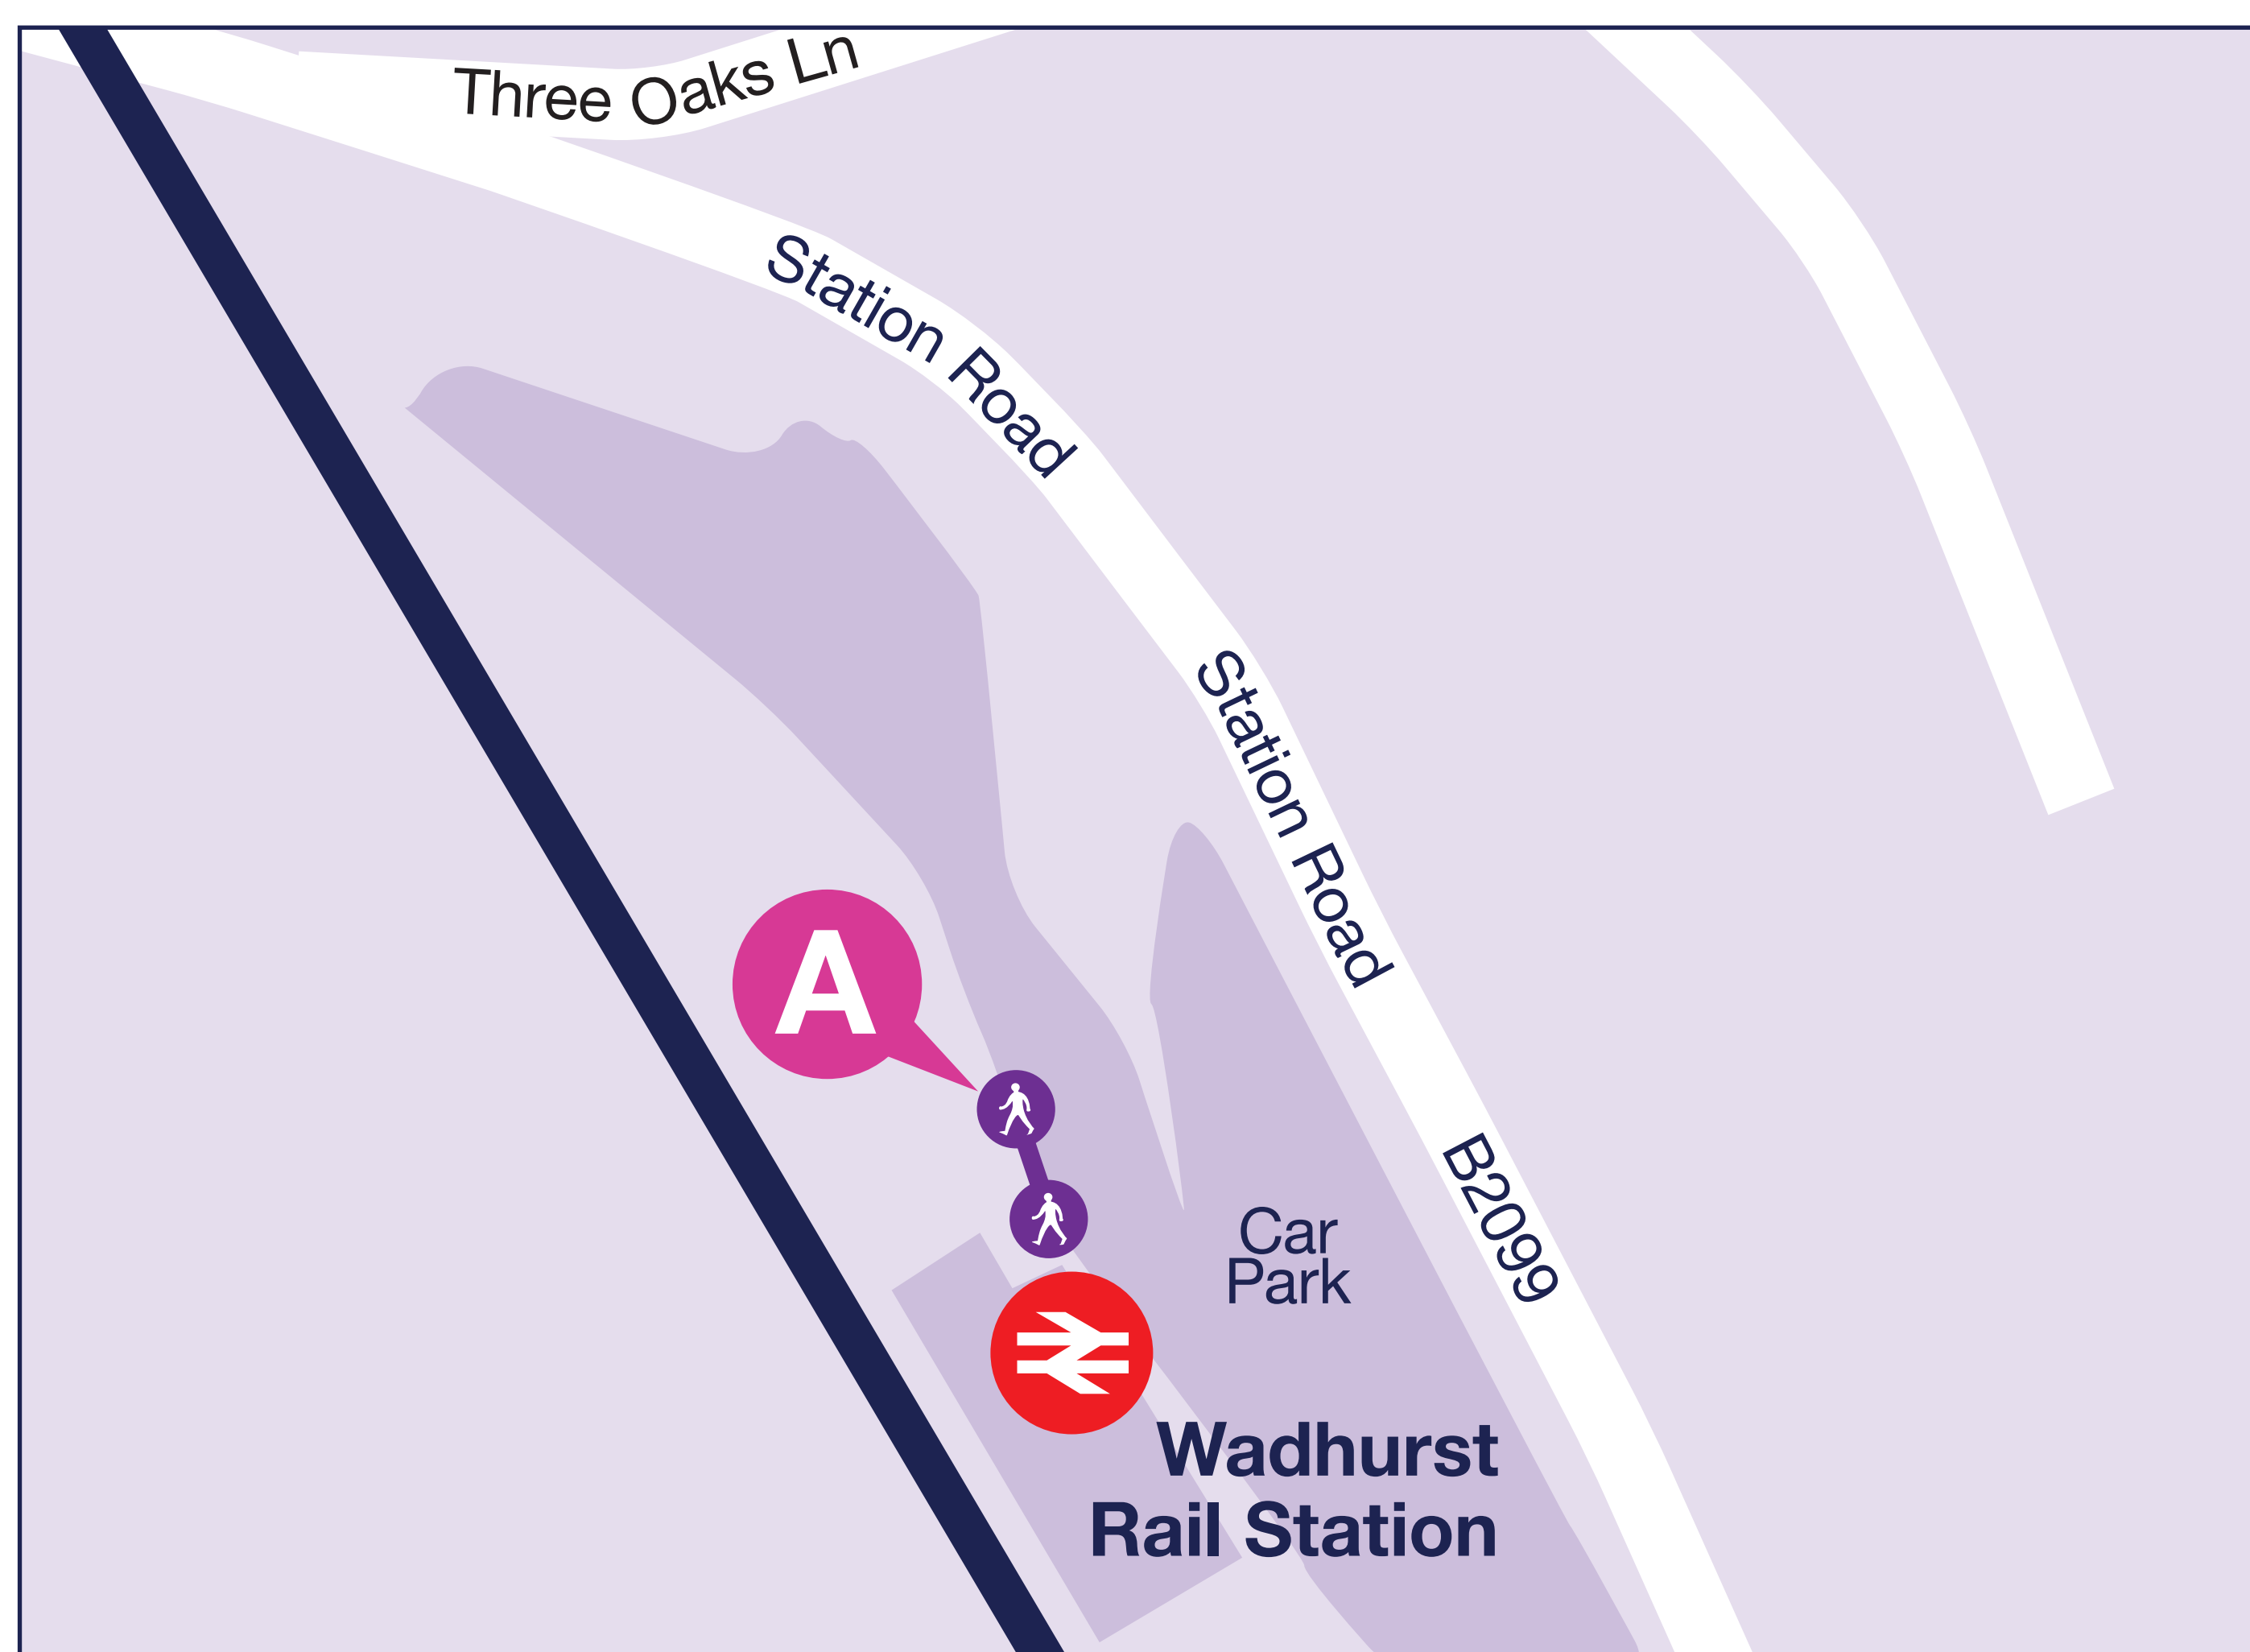 Three Oaks Ln
Station Road
Station Road
A
B2099
Car
Park
Wadhurst
Rail Station